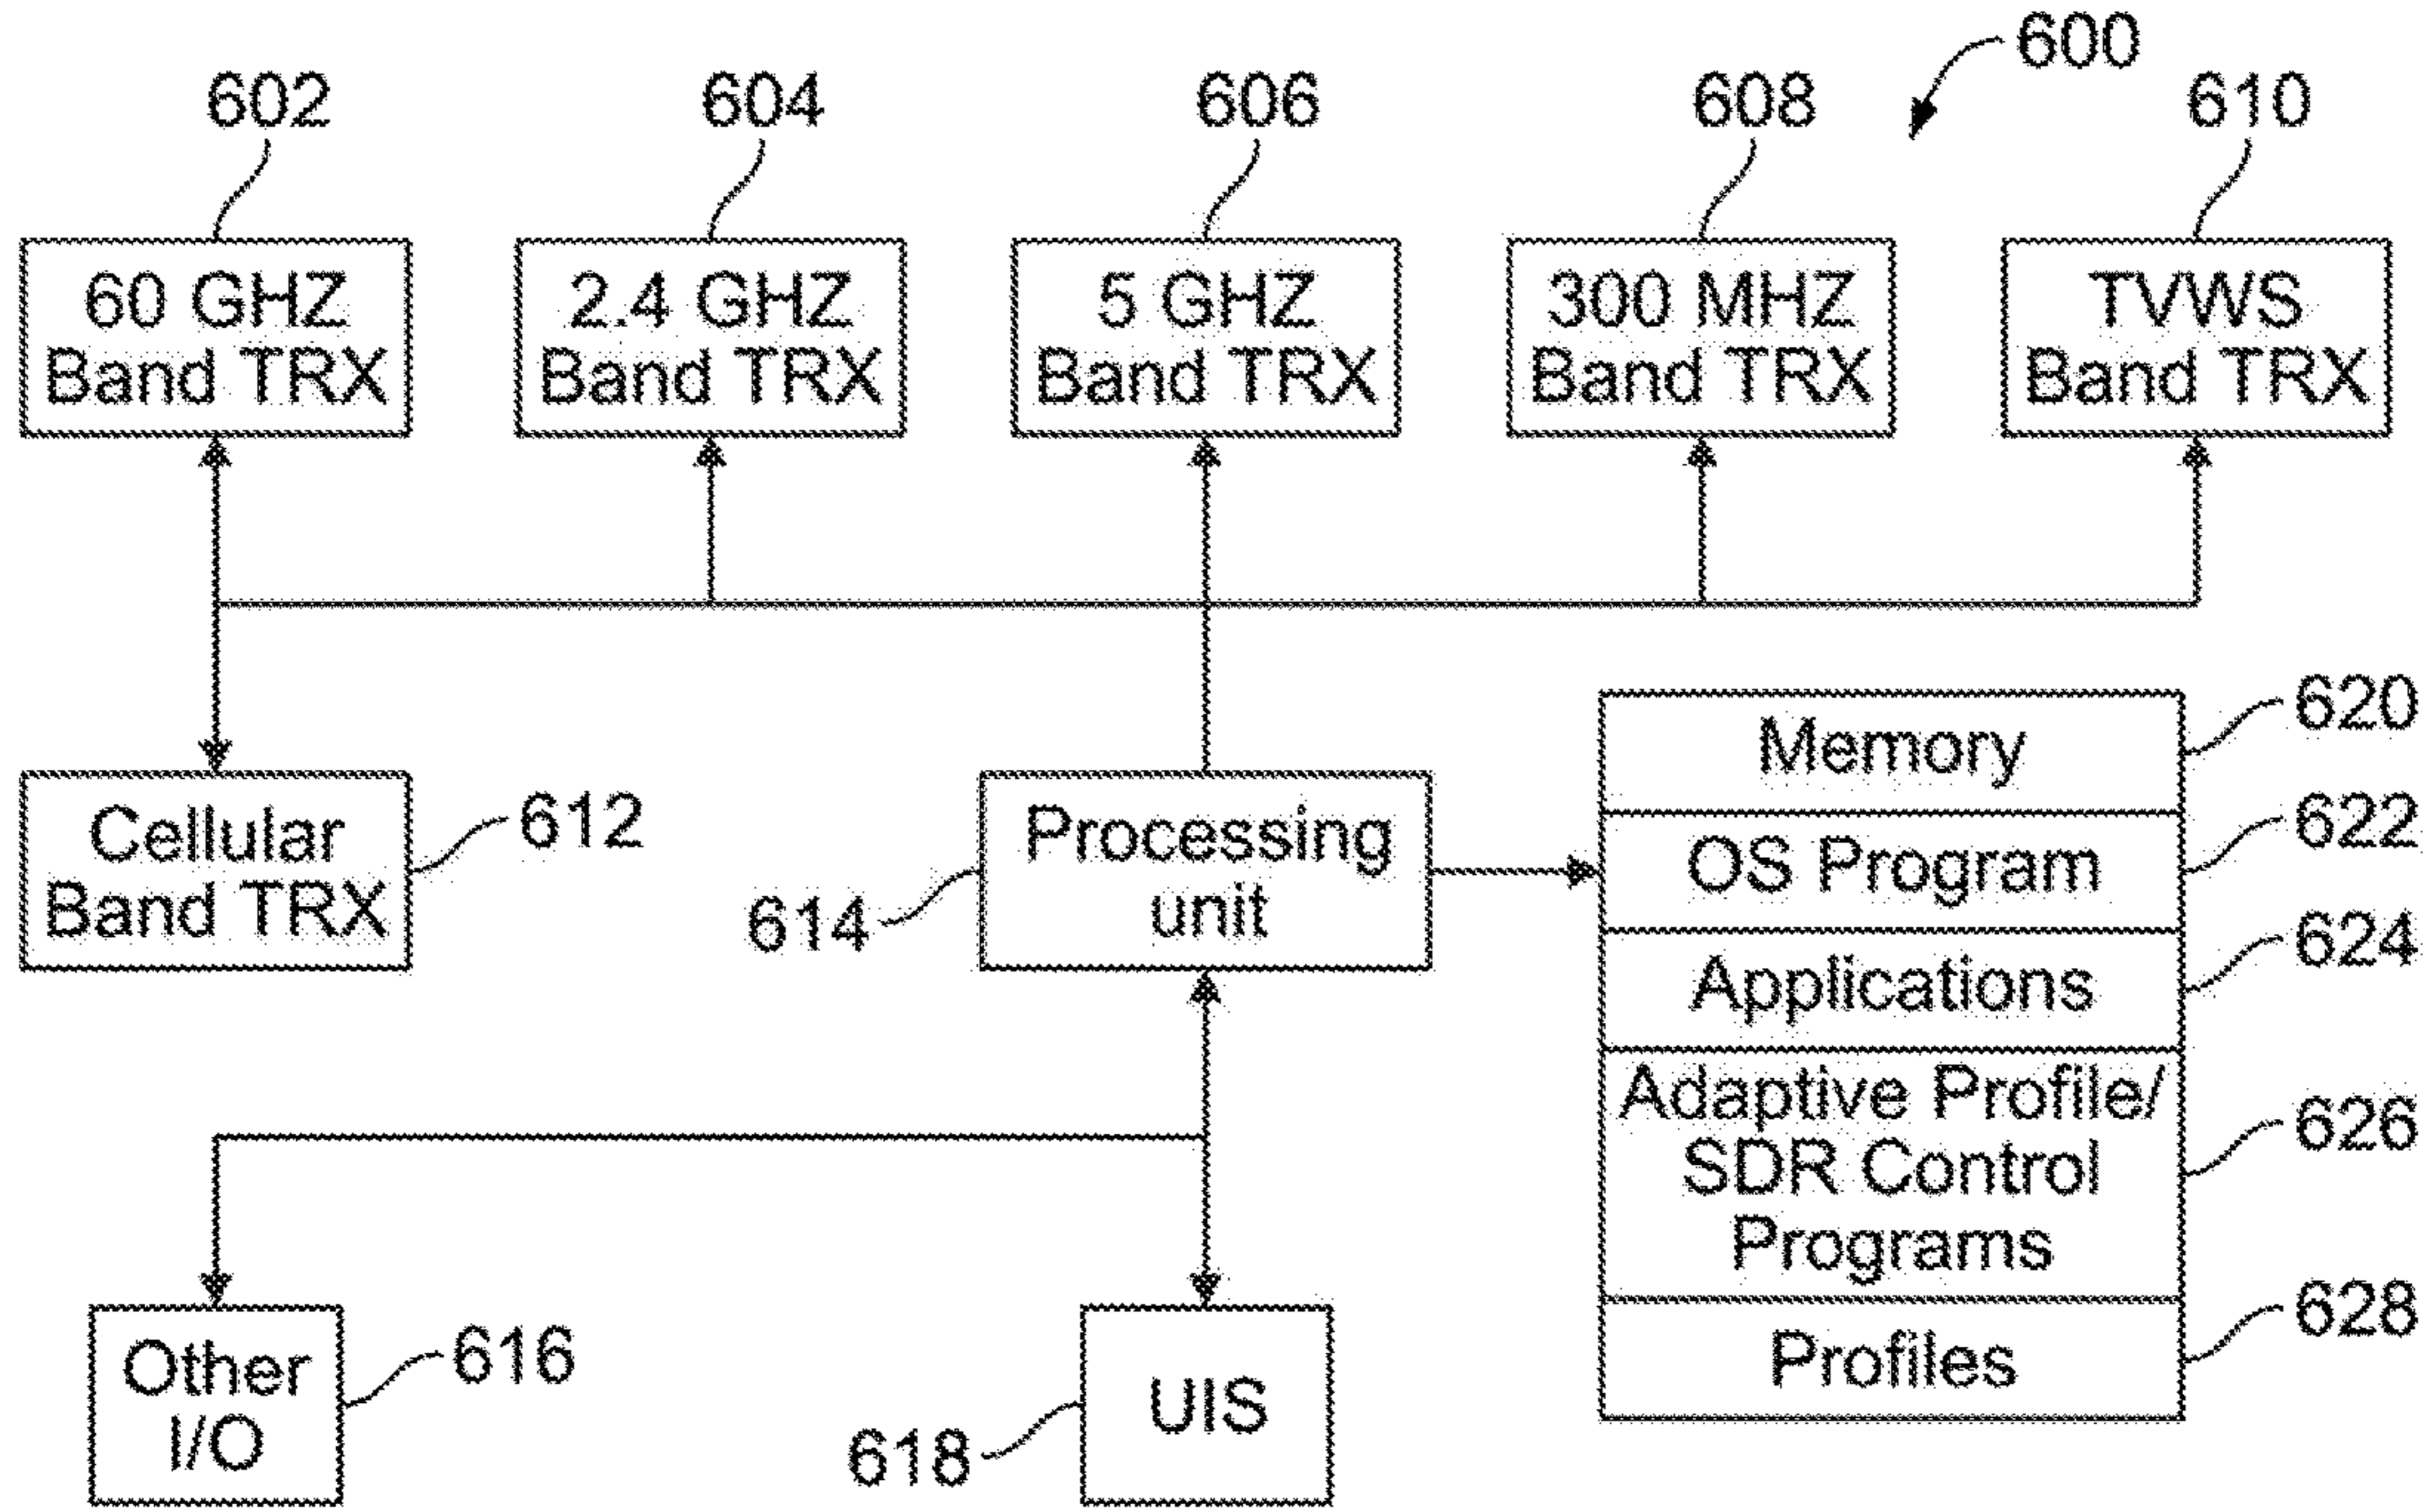 600
602
604
606
608
610
60 GHZ
Band TRX
2.4 GHZ
Band TRX
5 GHZ
Band TRX
300 MHZ
Band TRX
TVWS
Band TRX
Cellular
Band TRX
612
Processing
unit
614
Memory
620
OS Program
622
Applications
624
Adaptive Profile/
SDR Control
Programs
626
Profiles
628
Other
I/O
616
UIS
618